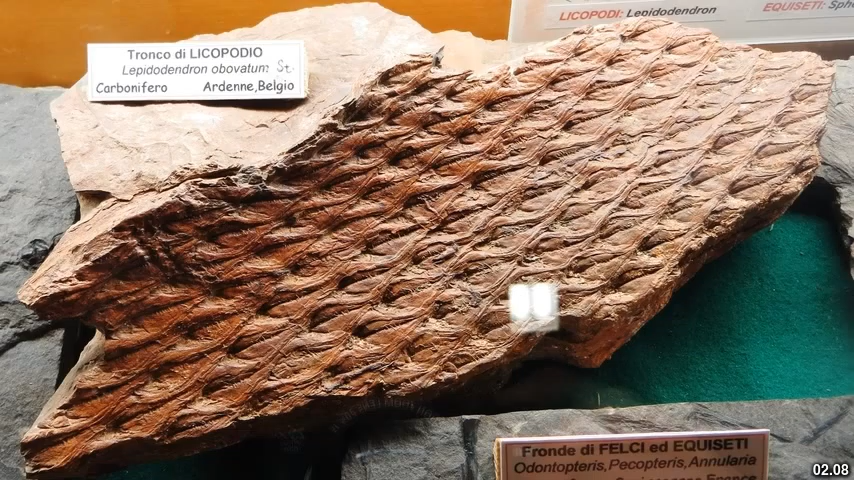 LICOPODI: Lepidodendron
EQUISETI:
Tronco di LICOPODIO
Lepidodendron obovatum St.
Carbonifero Ardenne,Belgio
Fronde di FELCI ed EQUISETI
Odontopteris,Pecopteris,Annularia
02.08